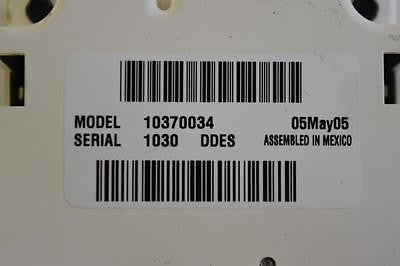 MODEL 10370034 05May05
SERIAL 1030 DDES ASSEMBLED IN MEXICO